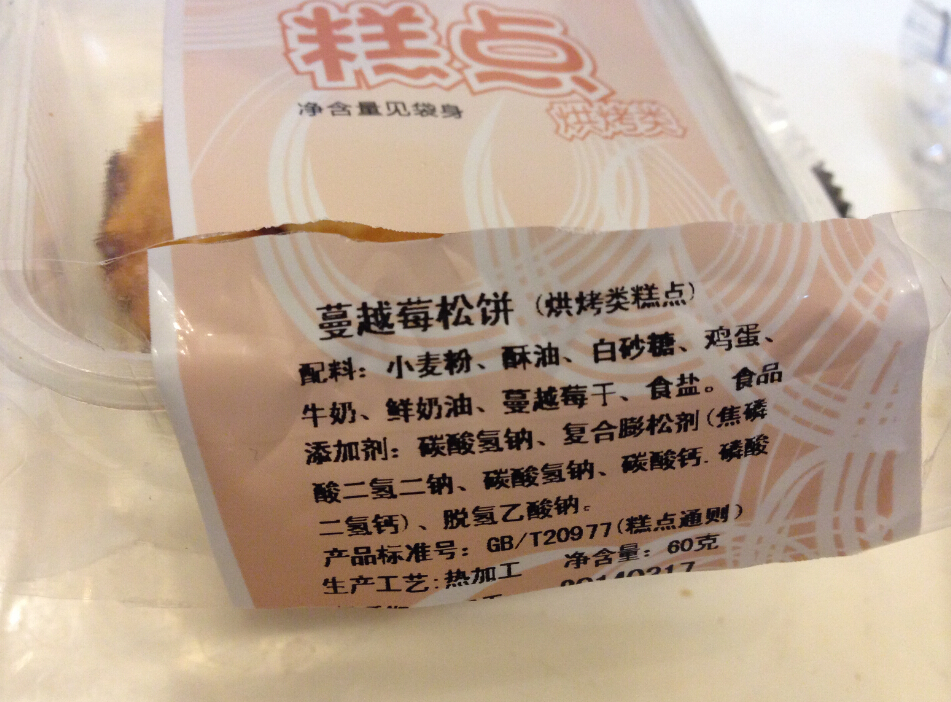 糕点
净含量见袋身
烘烤类
蔓越莓松饼（烘烤类糕点）
配料：小麦粉、酥油、白砂糖、鸡蛋、
牛奶、鲜奶油、蔓越莓干、食盐。食品
添加剂：碳酸氢钠、复合膨松剂（焦磷
酸二氢二钠、碳酸氢钠、碳酸钙.磷酸
二氢钙）、脱氢乙酸钠。
产品标准号：GB/T20977(糕点通则）
生产工艺:热加工 净含量：60克
20140217